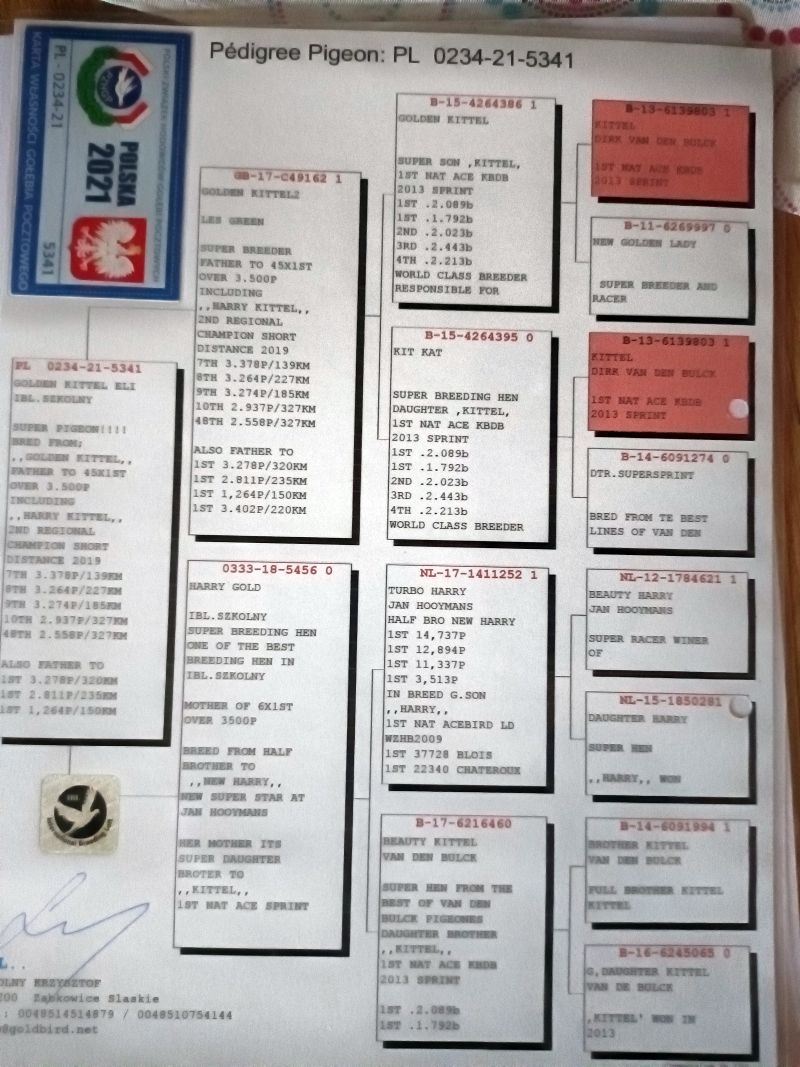 Pédigree Pigeon: PL 0234-21-5341
KARTA WŁASNOŚCI GOŁĘBIA POCZTOWEGO
PL - 0234-21
5341
POLSKA
2021
POLSKI ZWIĄZEK HODOWCÓW GOŁĘBI POCZTOWYCH
PL 0234-21-5341
GOLDEN KITTEL ELI
IBL.SZKOLNY
SUPER PIGEON!!!!
BRED FROM;
,,GOLDEN KITTEL,,
FATHER TO 45X1ST
OVER 3.500P
INCLUDING
,,HARRY KITTEL,,
2ND REGIONAL
CHAMPION SHORT
DISTANCE 2019
7TH 3.378P/139KM
8TH 3.264P/227KM
9TH 3.274P/185KM
10TH 2.937P/327KM
48TH 2.558P/327KM
ALSO FATHER TO
1ST 3.278P/320KM
1ST 2.811P/235KM
1ST 1,264P/150KM
GB-17-C49162 1
GOLDEN KITTEL2
LES GREEN
SUPER BREEDER
FATHER TO 45X1ST
OVER 3.500P
INCLUDING
,,HARRY KITTEL,,
2ND REGIONAL
CHAMPION SHORT
DISTANCE 2019
7TH 3.378P/139KM
8TH 3.264P/227KM
9TH 3.274P/185KM
10TH 2.937P/327KM
48TH 2.558P/327KM
ALSO FATHER TO
1ST 3.278P/320KM
1ST 2.811P/235KM
1ST 1,264P/150KM
1ST 3.402P/220KM
0333-18-5456 0
HARRY GOLD
IBL.SZKOLNY
SUPER BREEDING HEN
ONE OF THE BEST
BREEDING HEN IN
IBL.SZKOLNY
MOTHER OF 6X1ST
OVER 3500P
BREED FROM HALF
BROTHER TO
,,NEW HARRY,,
NEW SUPER STAR AT
JAN HOOYMANS
HER MOTHER ITS
SUPER DAUGHTER
BROTER TO
,,KITTEL,,
1ST NAT ACE SPRINT
B-15-4264386 1
GOLDEN KITTEL
SUPER SON ,KITTEL,
1ST NAT ACE KBDB
2013 SPRINT
1ST .2.089b
1ST .1.792b
2ND .2.023b
3RD .2.443b
4TH .2.213b
WORLD CLASS BREEDER
RESPONSIBLE FOR
B-15-4264395 0
KIT KAT
SUPER BREEDING HEN
DAUGHTER ,KITTEL,
1ST NAT ACE KBDB
2013 SPRINT
1ST .2.089b
1ST .1.792b
2ND .2.023b
3RD .2.443b
4TH .2.213b
WORLD CLASS BREEDER
NL-17-1411252 1
TURBO HARRY
JAN HOOYMANS
HALF BRO NEW HARRY
1ST 14,737P
1ST 12,894P
1ST 11,337P
1ST 3,513P
IN BREED G.SON
,,HARRY,,
1ST NAT ACEBIRD LD
WZHB2009
1ST 37728 BLOIS
1ST 22340 CHATEROUX
B-17-6216460
BEAUTY KITTEL
VAN DEN BULCK
SUPER HEN FROM THE
BEST OF VAN DEN
BULCK PIGEONES
DAUGHTER BROTHER
,,KITTEL,,
1ST NAT ACE KBDB
2013 SPRINT
1ST .2.089b
1ST .1.792b
B-13-6139803 1
KITTEL
DIRK VAN DEN BULCK
1ST NAT ACE KBDB
2013 SPRINT
B-11-6269997 0
NEW GOLDEN LADY
SUPER BREEDER AND
RACER
B-13-6139803 1
KITTEL
DIRK VAN DEN BULCK
1ST NAT ACE KBDB
2013 SPRINT
B-14-6091274 0
DTR.SUPERSPRINT
BRED FROM TE BEST
LINES OF VAN DEN
NL-12-1784621 1
BEAUTY HARRY
JAN HOOYMANS
SUPER RACER WINER
OF
NL-15-1850281
DAUGHTER HARRY
SUPER HEN
,,HARRY,, WON
B-14-6091994 1
BROTHER KITTEL
VAN DEN BULCK
FULL BROTHER KITTEL
KITTEL
B-16-6245065 0
G,DAUGHTER KITTEL
VAN DE BULCK
,KITTEL' WON IN
2013
OLNY KRZYSZTOF
200 Ząbkowice Slaskie
: 0048514514879 / 0048510754144
@goldbird.net